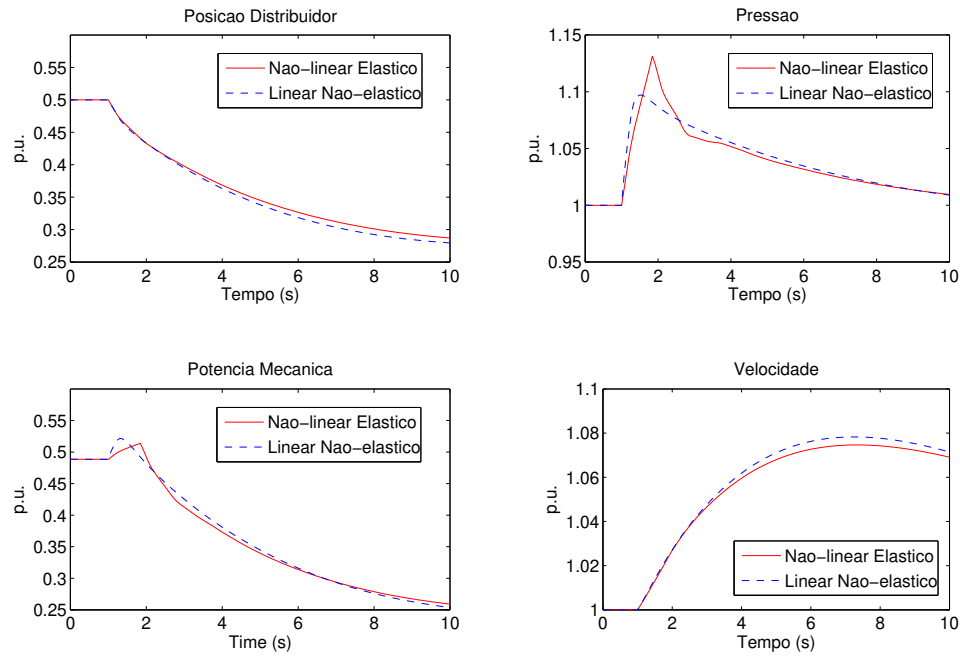 Posicao Distribuidor
0.55
0.5
0.45
0.4
0.35
0.3
0.25
p.u.
Nao−linear Elastico
Linear Nao−elastico
0 2 4 6 8 10
Tempo (s)
Pressao
1.15
1.1
1.05
1
0.95
p.u.
Nao−linear Elastico
Linear Nao−elastico
0 2 4 6 8 10
Tempo (s)
Potencia Mecanica
0.55
0.5
0.45
0.4
0.35
0.3
0.25
p.u.
Nao−linear Elastico
Linear Nao−elastico
0 2 4 6 8 10
Time (s)
Velocidade
1.1
1.08
1.06
1.04
1.02
1
p.u.
Nao−linear Elastico
Linear Nao−elastico
0 2 4 6 8 10
Tempo (s)